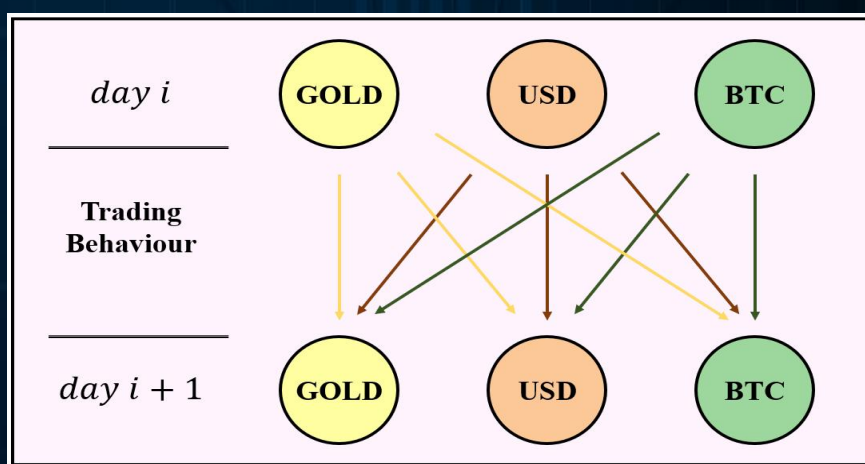 day i
GOLD
USD
BTC
Trading
Behaviour
day i + 1
GOLD
USD
BTC